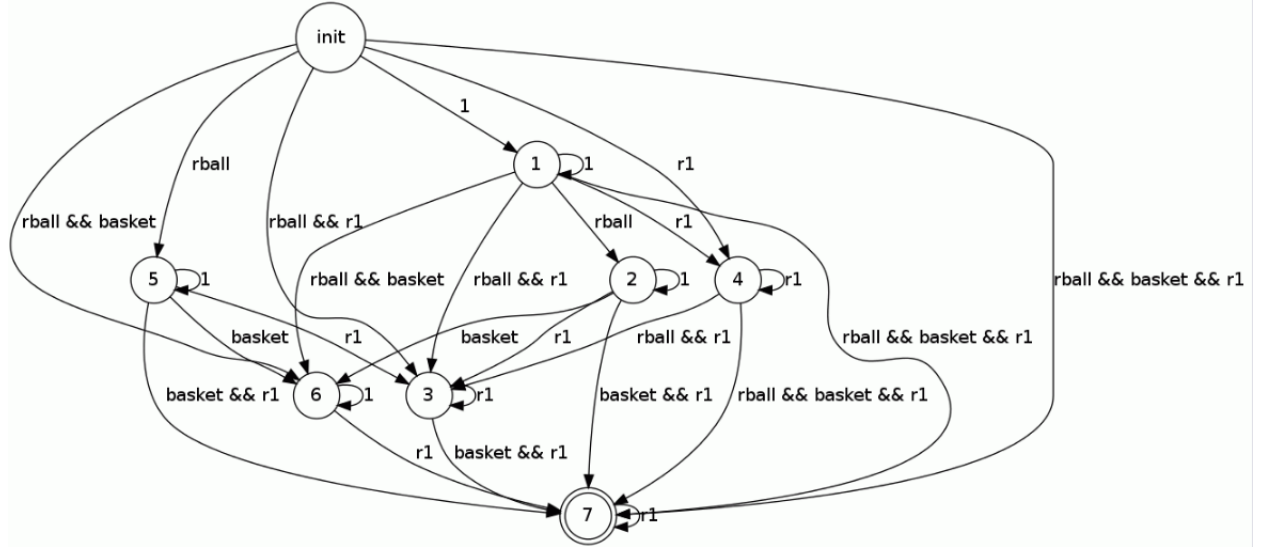 init
1
rball
r1
1
1
rball && basket
rball && r1
rball
r1
5
1
rball && basket
rball && r1
2
1
4
r1
rball && basket && r1
basket
r1
basket
r1
rball && r1
rball && basket && r1
basket && r1
6
1
3
r1
basket && r1
rball && basket && r1
r1
basket && r1
7
r1